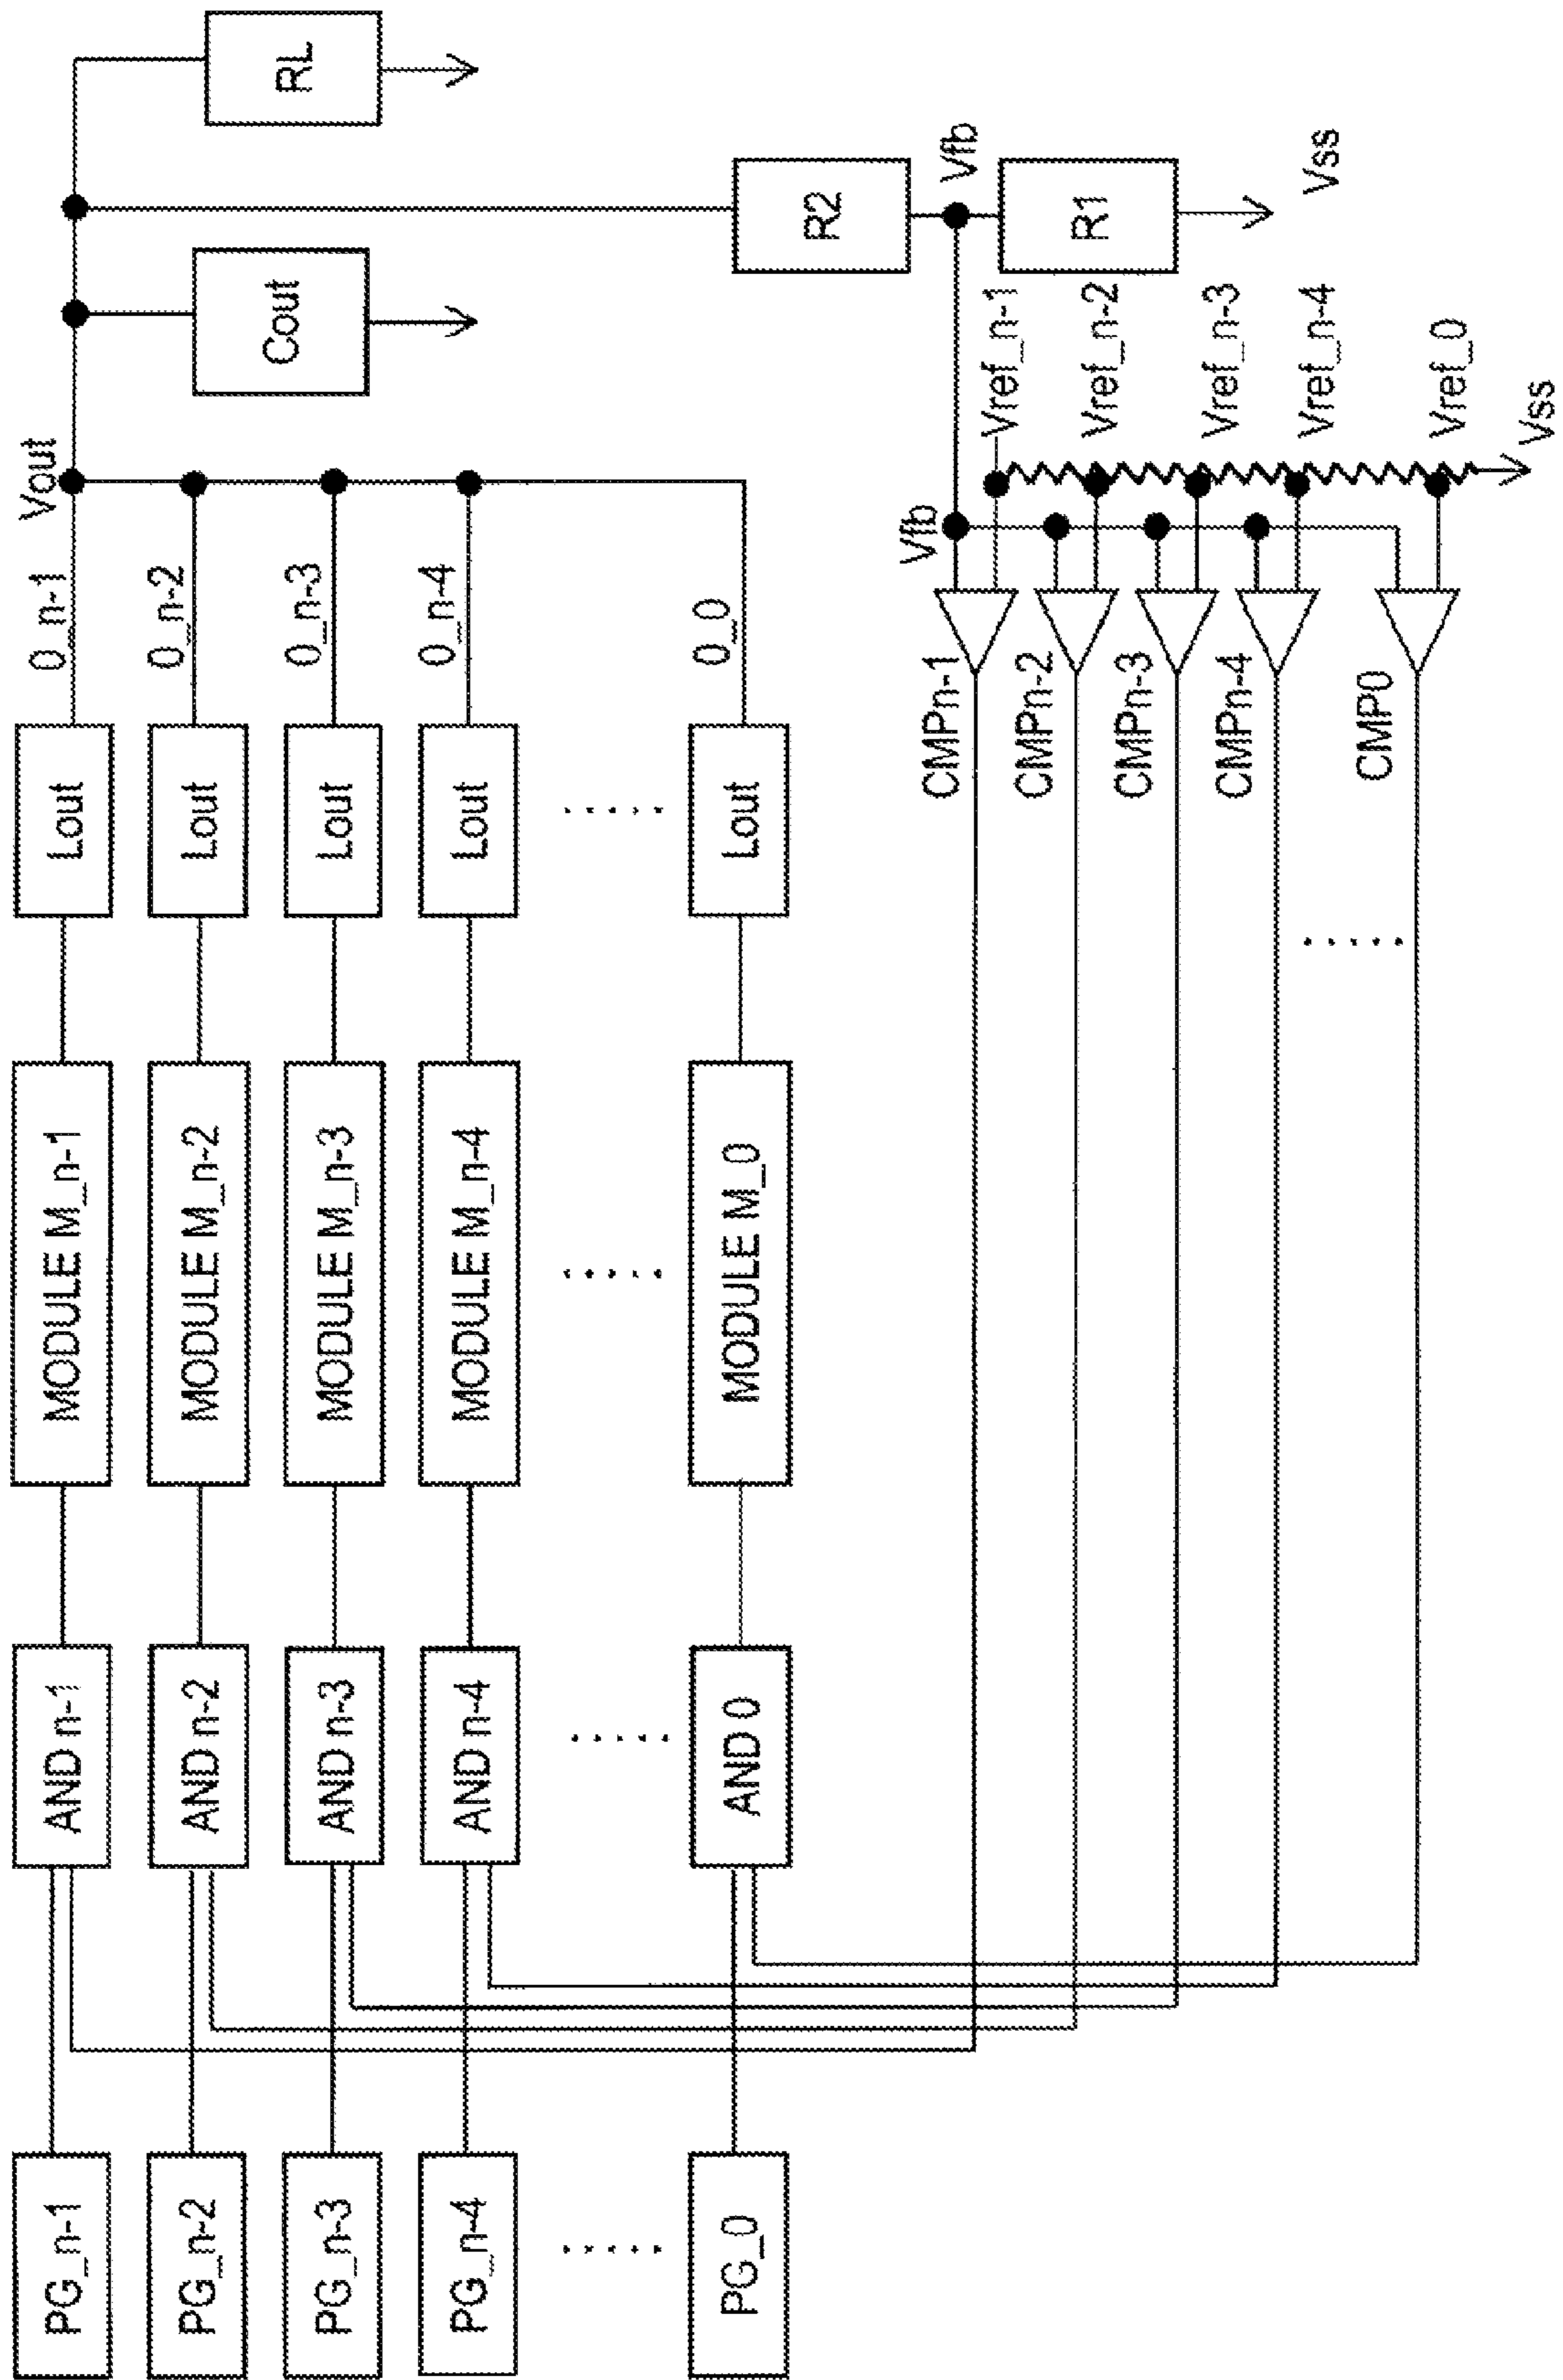 PG_n-1
AND n-1
MODULE M_n-1
Lout
0_n-1
Vout
PG_n-2
AND n-2
MODULE M_n-2
Lout
0_n-2
PG_n-3
AND n-3
MODULE M_n-3
Lout
0_n-3
PG_n-4
AND n-4
MODULE M_n-4
Lout
0_n-4
PG_0
AND 0
MODULE M_0
Lout
0_0
Cout
RL
R2
Vfb
R1
Vss
Vfb
CMPn-1
Vref_n-1
CMPn-2
Vref_n-2
CMPn-3
Vref_n-3
CMPn-4
Vref_n-4
CMP0
Vref_0
Vss